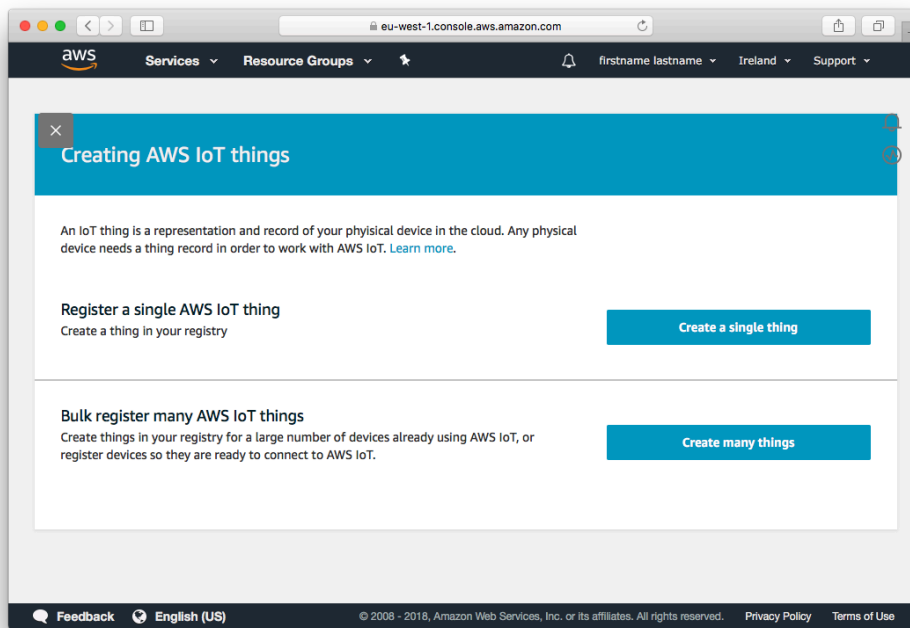 eu-west-1.console.aws.amazon.com
aws Services Resource Groups firstname lastname Ireland Support
Creating AWS IoT things
An IoT thing is a representation and record of your phyisical device in the cloud. Any physical
device needs a thing record in order to work with AWS IoT. Learn more.
Register a single AWS IoT thing
Create a thing in your registry
Create a single thing
Bulk register many AWS IoT things
Create things in your registry for a large number of devices already using AWS IoT, or
register devices so they are ready to connect to AWS IoT.
Create many things
Feedback English (US) © 2008 - 2018, Amazon Web Services, Inc. or its affiliates. All rights reserved. Privacy Policy Terms of Use